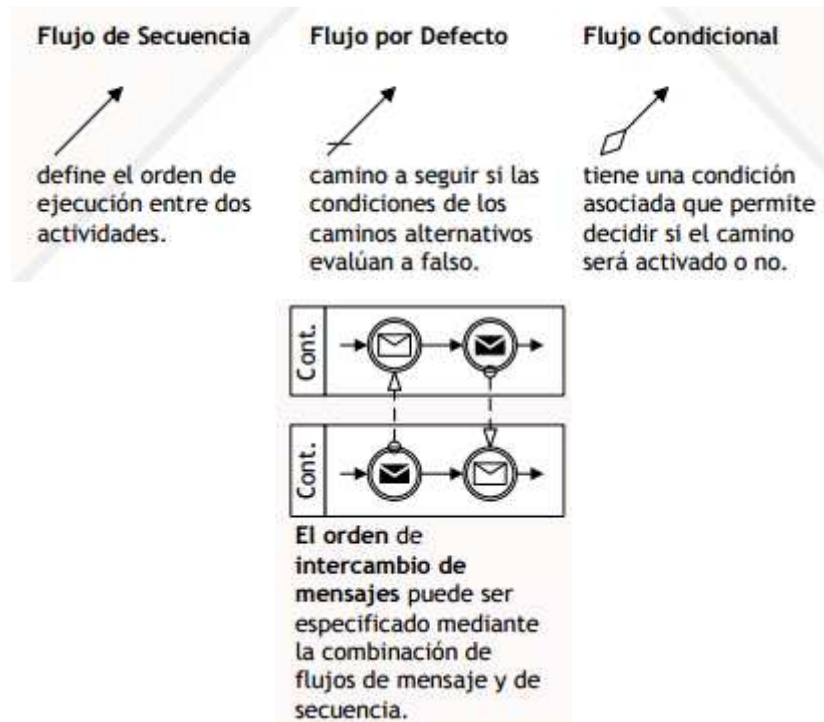 Flujo de Secuencia
Flujo por Defecto
Flujo Condicional
define el orden de
ejecución entre dos
actividades.
camino a seguir si las
condiciones de los
caminos alternativos
evalúan a falso.
tiene una condición
asociada que permite
decidir si el camino
será activado o no.
Cont.
Cont.
El orden de
intercambio de
mensajes puede ser
especificado mediante
la combinación de
flujos de mensaje y de
secuencia.